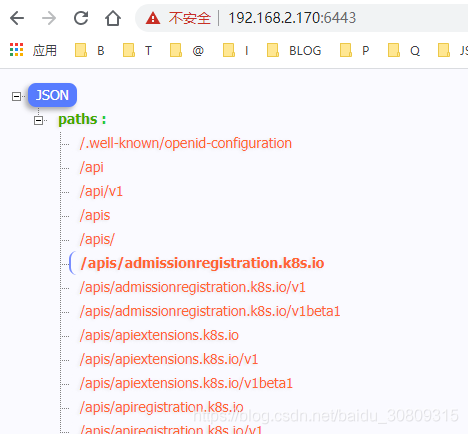 不安全 192.168.2.170:6443
应用 B T @ I BLOG P Q
JSON
paths :
/.well-known/openid-configuration
/api
/api/v1
/apis
/apis/
/apis/admissionregistration.k8s.io
/apis/admissionregistration.k8s.io/v1
/apis/admissionregistration.k8s.io/v1beta1
/apis/apiextensions.k8s.io
/apis/apiextensions.k8s.io/v1
/apis/apiextensions.k8s.io/v1beta1
/apis/apiregistration.k8s.io
https://blog.csdn.net/baidu_30809315
/apis/apiregistration.k8s.io/v1